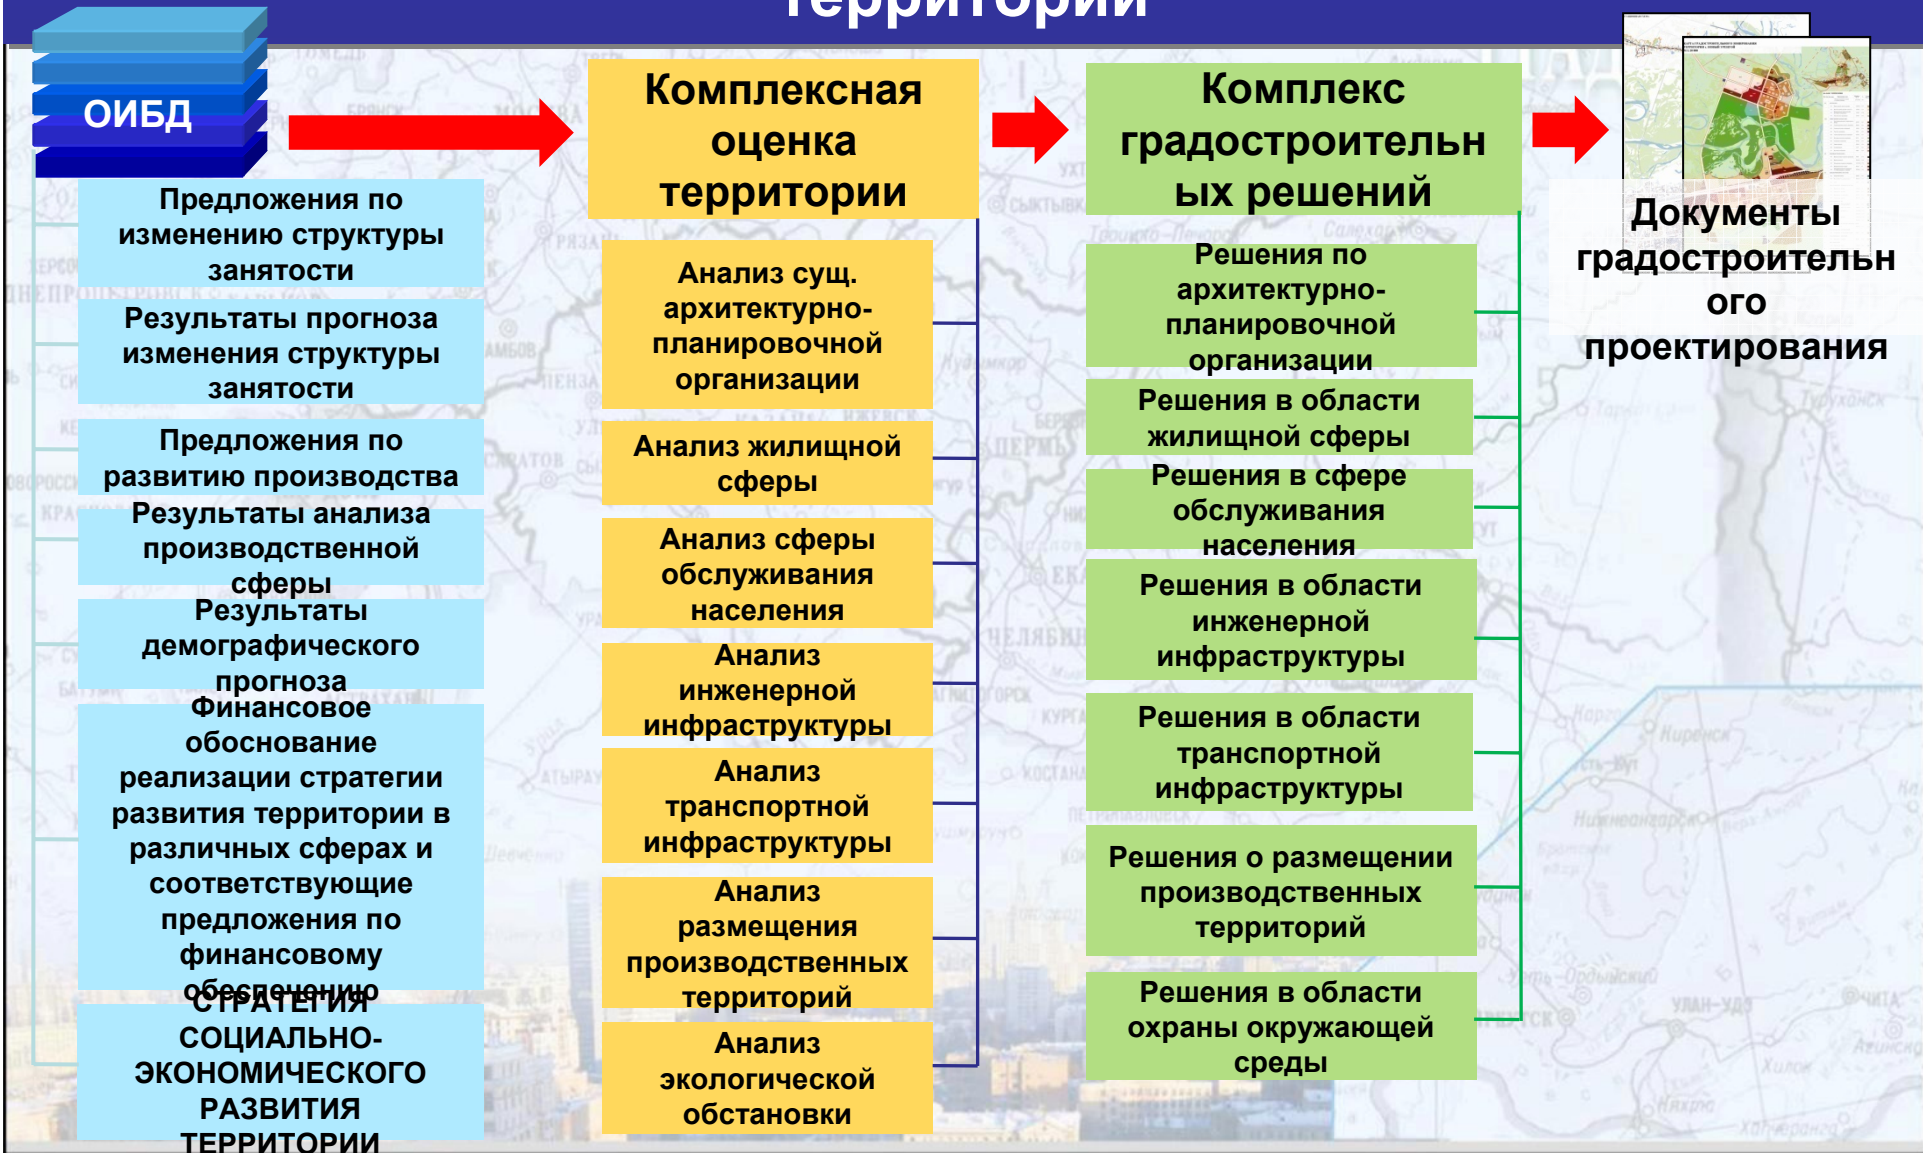 территории
ОИБД
Предложения по
изменению структуры
занятости
Результаты прогноза
изменения структуры
занятости
Предложения по
развитию производства
Результаты анализа
производственной
сферы
Результаты
демографического
прогноза
Финансовое
обоснование
реализации стратегии
развития территории в
различных сферах и
соответствующие
предложения по
финансовому
обеспечению
СТРАТЕГИЯ
СОЦИАЛЬНО-
ЭКОНОМИЧЕСКОГО
РАЗВИТИЯ
ТЕРРИТОРИИ
Комплексная
оценка
территории
Анализ сущ.
архитектурно-
планировочной
организации
Анализ жилищной
сферы
Анализ сферы
обслуживания
населения
Анализ
инженерной
инфраструктуры
Анализ
транспортной
инфраструктуры
Анализ
размещения
производственных
территорий
Анализ
экологической
обстановки
Комплекс
градостроительн
ых решений
Решения по
архитектурно-
планировочной
организации
Решения в области
жилищной сферы
Решения в сфере
обслуживания
населения
Решения в области
инженерной
инфраструктуры
Решения в области
транспортной
инфраструктуры
Решения о размещении
производственных
территорий
Решения в области
охраны окружающей
среды
Документы
градостроительн
ого
проектирования